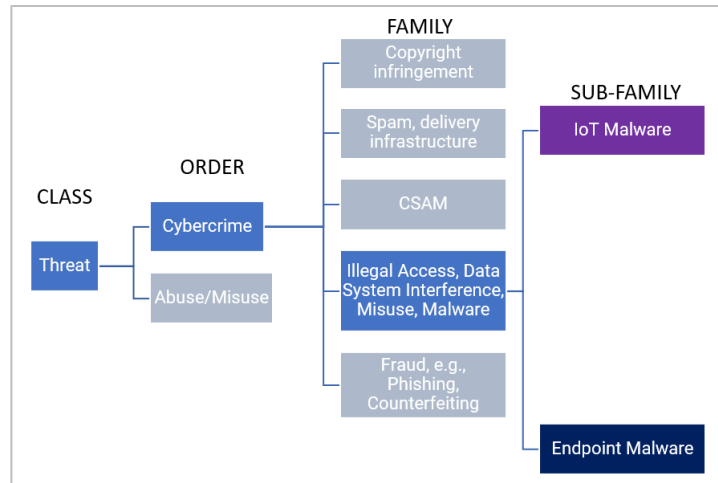 FAMILY
Copyright
infringement
SUB-FAMILY
Spam, delivery
infrastructure
IoT Malware
ORDER
CLASS
CSAM
Cybercrime
Threat
Illegal Access, Data
System Interference,
Misuse, Malware
Abuse/Misuse
Fraud, e.g.,
Phishing,
Counterfeiting
Endpoint Malware